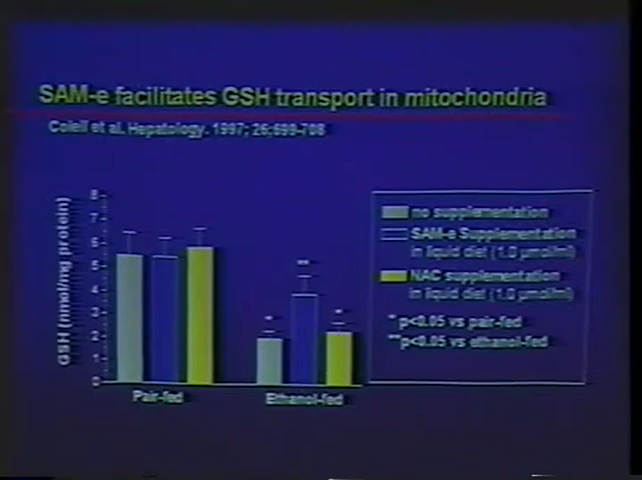 SAM-e facilitates GSH transport in mitochondria
Colell et al. Hepatology. 1997; 26:699-708
GSH (nmol/mg protein)
8
7
6
5
4
3
2
1
0
Pair-fed
Ethanol-fed
*
**
*
no supplementation
SAM-e Supplementation
in liquid diet (1.0 µmol/ml)
NAC supplementation
in liquid diet (1.0 µmol/ml)
* p<0.05 vs pair-fed
**p<0.05 vs ethanol-fed